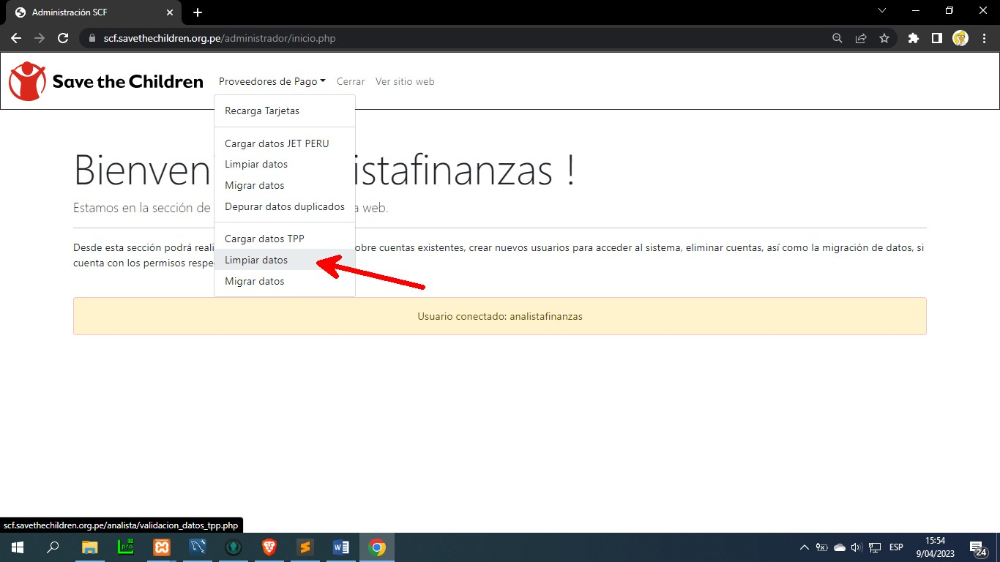 Administración SCF
scf.savethechildren.org.pe/administrador/inicio.php
Save the Children
Proveedores de Pago
Cerrar
Ver sitio web
Recarga Tarjetas
Cargar datos JET PERU
Limpiar datos
Migrar datos
Depurar datos duplicados
Cargar datos TPP
Limpiar datos
Migrar datos
Bienven istafinanzas !
Estamos en la sección de a web.
Desde esta sección podrá reali obre cuentas existentes, crear nuevos usuarios para acceder al sistema, eliminar cuentas, así como la migración de datos, si
cuenta con los permisos respe
Usuario conectado: analistafinanzas
scf.savethechildren.org.pe/analista/validacion_datos_tpp.php
ESP
15:54
9/04/2023
24